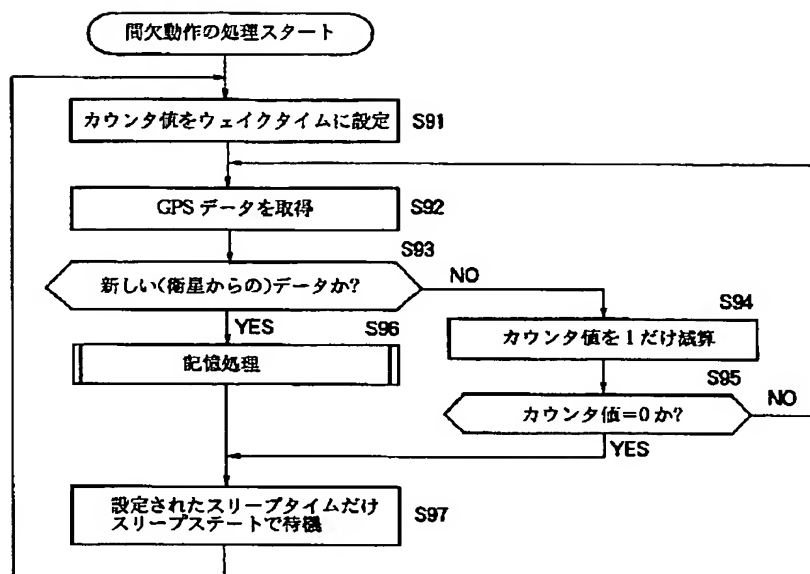 間欠動作の処理スタート
カウンタ値をウェイクタイムに設定
S91
GPSデータを取得
S92
S93
新しい(衛星からの)データか?
NO
YES
S96
S94
記憶処理
カウンタ値を1だけ減算
S95
カウンタ値=0か?
NO
YES
設定されたスリープタイムだけ
スリープステートで待機
S97